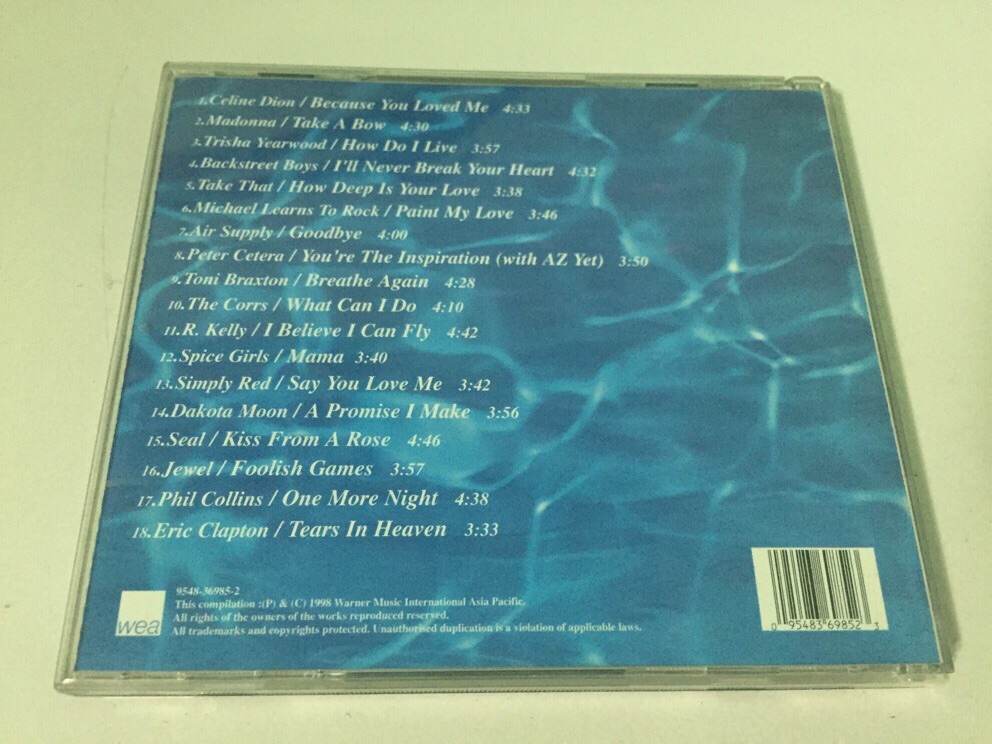 1.Celine Dion / Because You Loved Me 4:33
2.Madonna / Take A Bow 4:30
3.Trisha Yearwood / How Do I Live 3:57
4.Backstreet Boys / I'll Never Break Your Heart 4:32
5.Take That / How Deep Is Your Love 3:38
6.Michael Learns To Rock / Paint My Love 3:46
7.Air Supply / Goodbye 4:00
8.Peter Cetera / You're The Inspiration (with AZ Yet) 3:50
9.Toni Braxton / Breathe Again 4:28
10.The Corrs / What Can I Do 4:10
11.R. Kelly / I Believe I Can Fly 4:42
12.Spice Girls / Mama 3:40
13.Simply Red / Say You Love Me 3:42
14.Dakota Moon / A Promise I Make 3:56
15.Seal / Kiss From A Rose 4:46
16.Jewel / Foolish Games 3:57
17.Phil Collins / One More Night 4:38
18.Eric Clapton / Tears In Heaven 3:33
wea
9548-36985-2
This compilation :(P) & (C) 1998 Warner Music International Asia Pacific.
All rights of the owners of the works reproduced reserved.
All trademarks and copyrights protected. Unauthorised duplication is a violation of applicable laws.
0 95483 69852 3